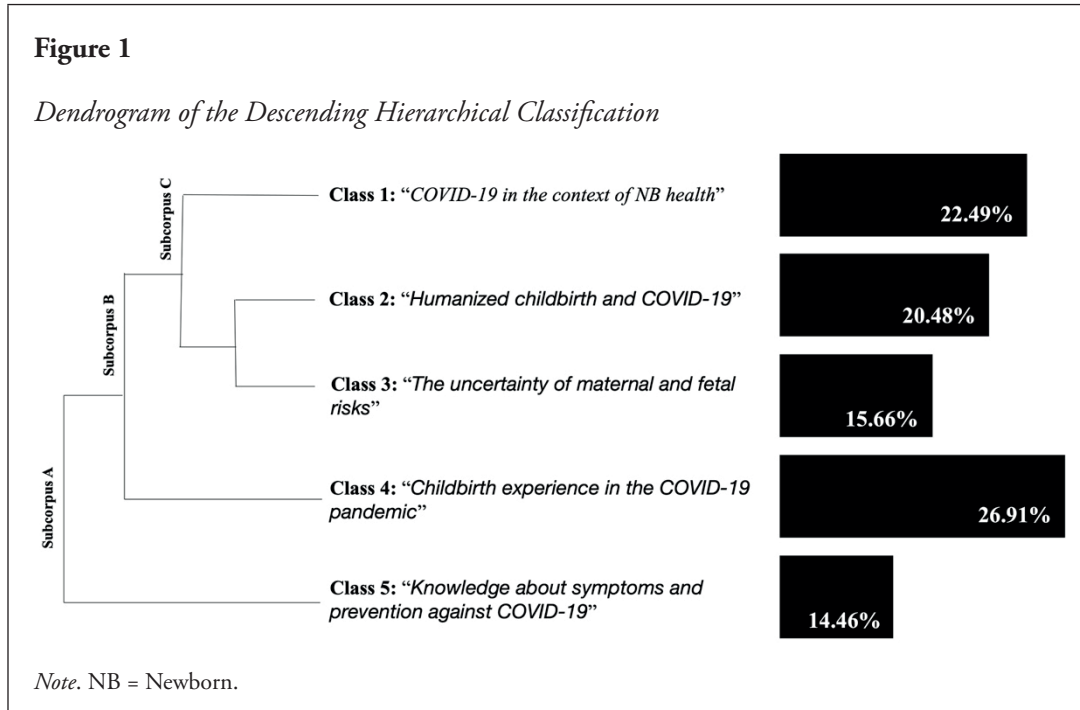 Figure 1
Dendrogram of the Descending Hierarchical Classification
Subcorpus C
Class 1: “COVID-19 in the context of NB health”
22.49%
Subcorpus B
Class 2: “Humanized childbirth and COVID-19”
20.48%
Class 3: “The uncertainty of maternal and fetal
risks”
15.66%
Subcorpus A
Class 4: “Childbirth experience in the COVID-19
pandemic”
26.91%
Class 5: “Knowledge about symptoms and
prevention against COVID-19”
14.46%
Note. NB = Newborn.